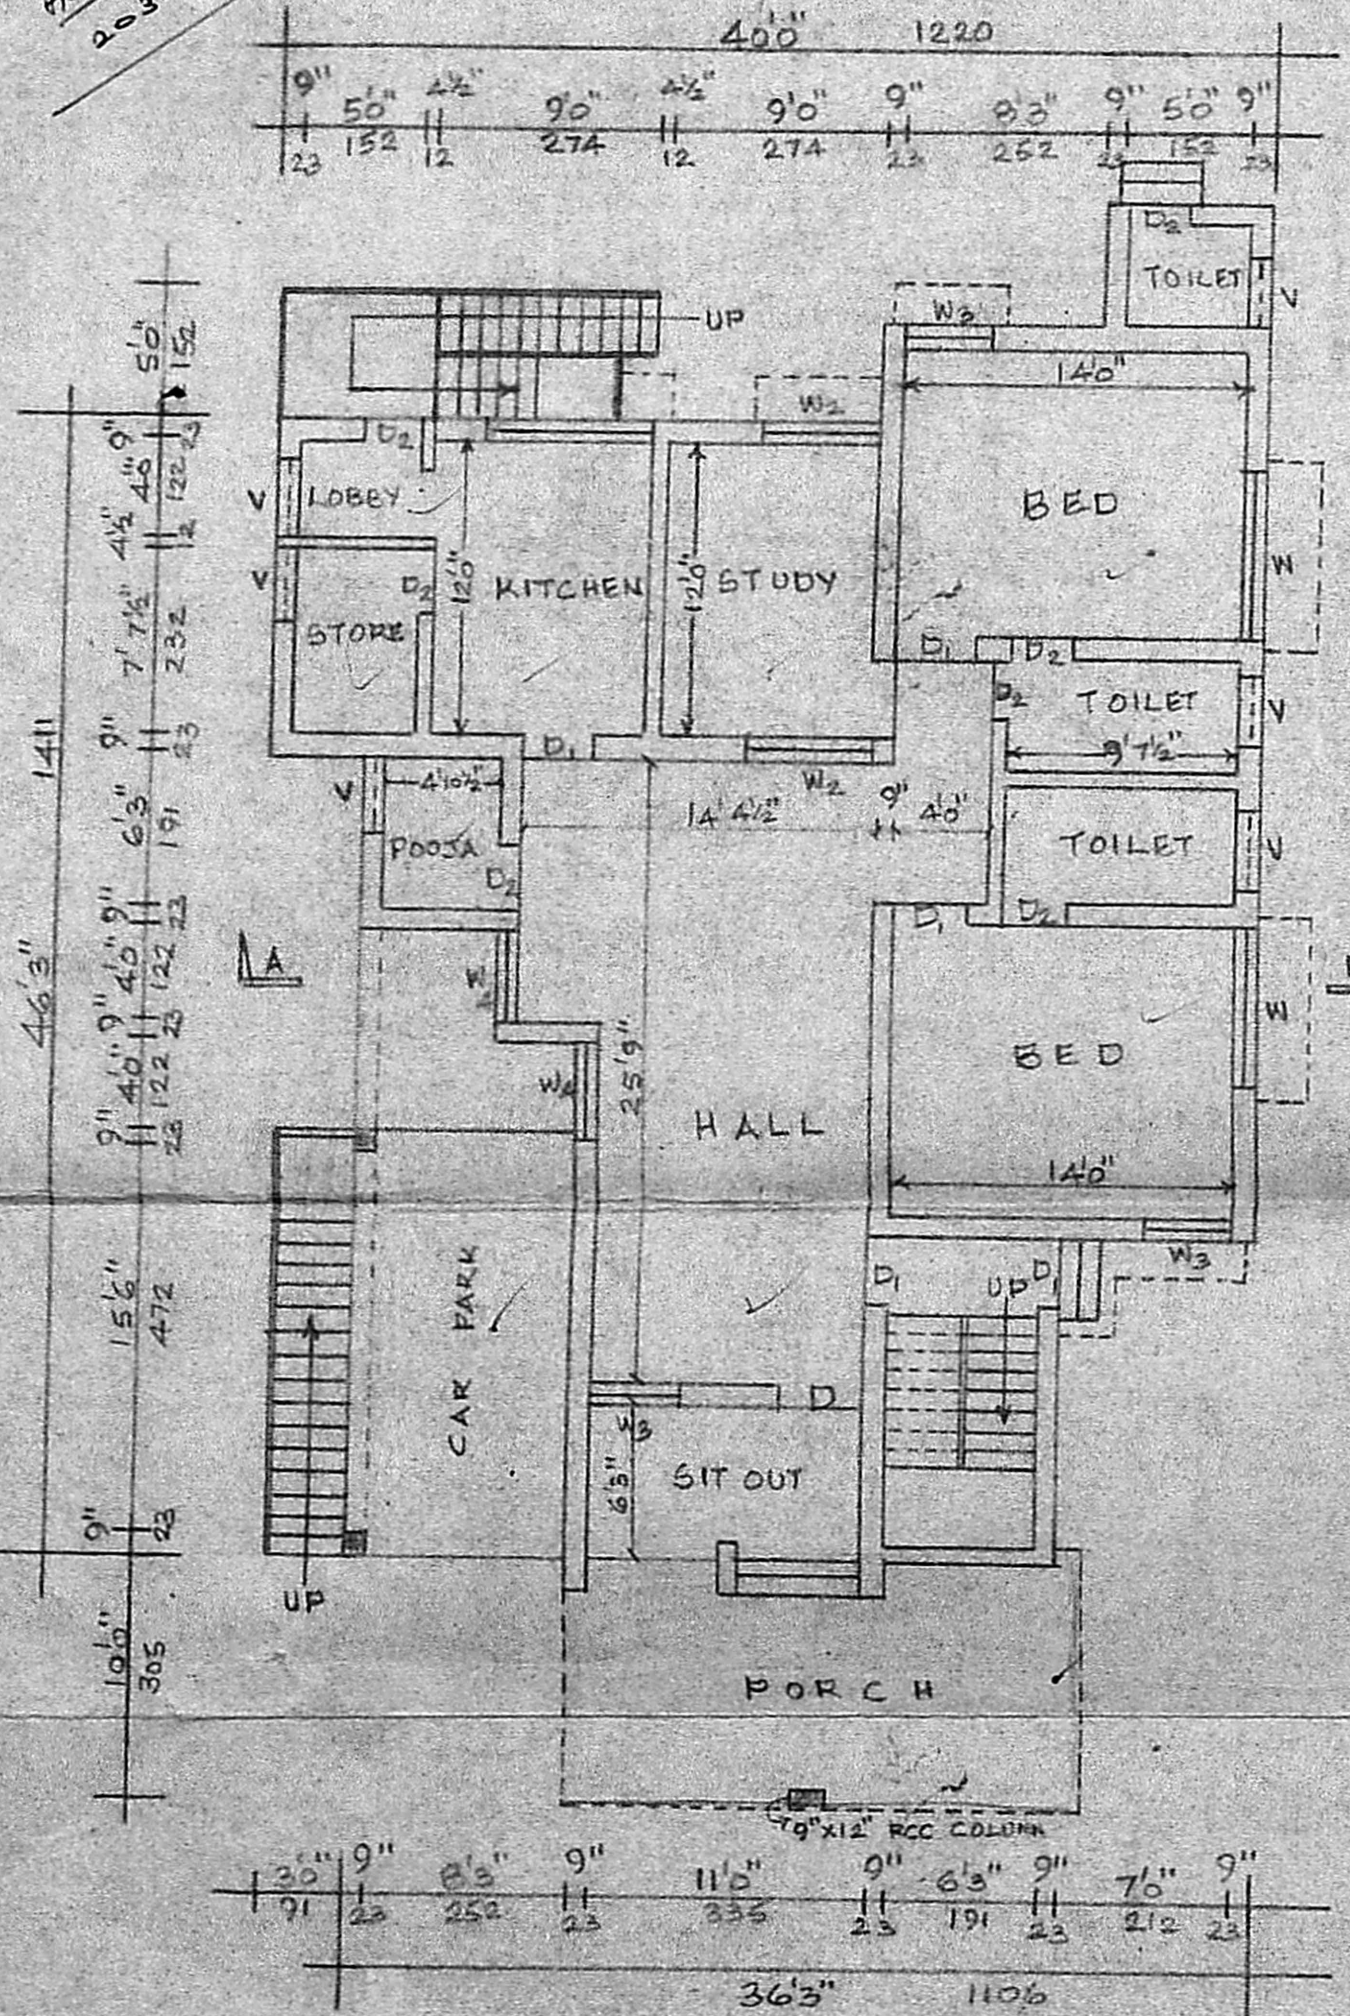 203
40'0" 1220
9" 5'0" 4½" 9'0" 4½" 9'0" 9" 8'3" 9" 5'0" 9"
23 152 12 274 12 274 23 252 23 152 23
D2
TOILET
V
W3
UP
14'0"
W2
5'0"
152
D2
9"
23
LOBBY
V
4'0"
122
BED
4½"
12
V
D2
12'0"
KITCHEN
12'0"
STUDY
W
STORE
7'7½"
232
D1
D2
D2
TOILET
V
9'7½"
1411
9"
23
D1
W2
V
4'10½"
14'4½"
9"
4'0"
6'3"
191
POOJA
D2
TOILET
V
9"
23
D1
D2
A
46'3"
4'0"
122
W4
W
9"
23
25'9"
BED
4'0"
122
W4
HALL
9"
23
14'0"
W3
D1
UP
D1
15'6"
472
CAR PARK
D
W3
6'3"
SIT OUT
9"
23
UP
10'0"
305
PORCH
9"X12" RCC COLUMN
3'0" 9" 8'3" 9" 11'0" 9" 6'3" 9" 7'0" 9"
91 23 252 23 335 23 191 23 212 23
36'3" 1106